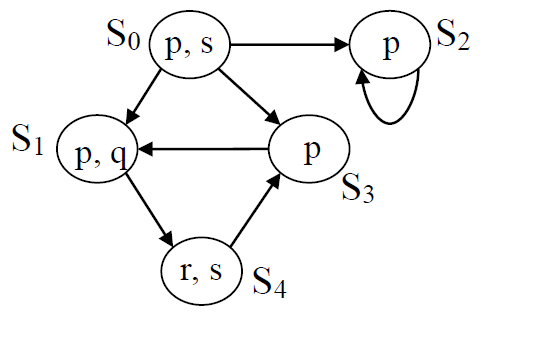 S0 p, s p S2
S1 p, q p S3
r, s S4